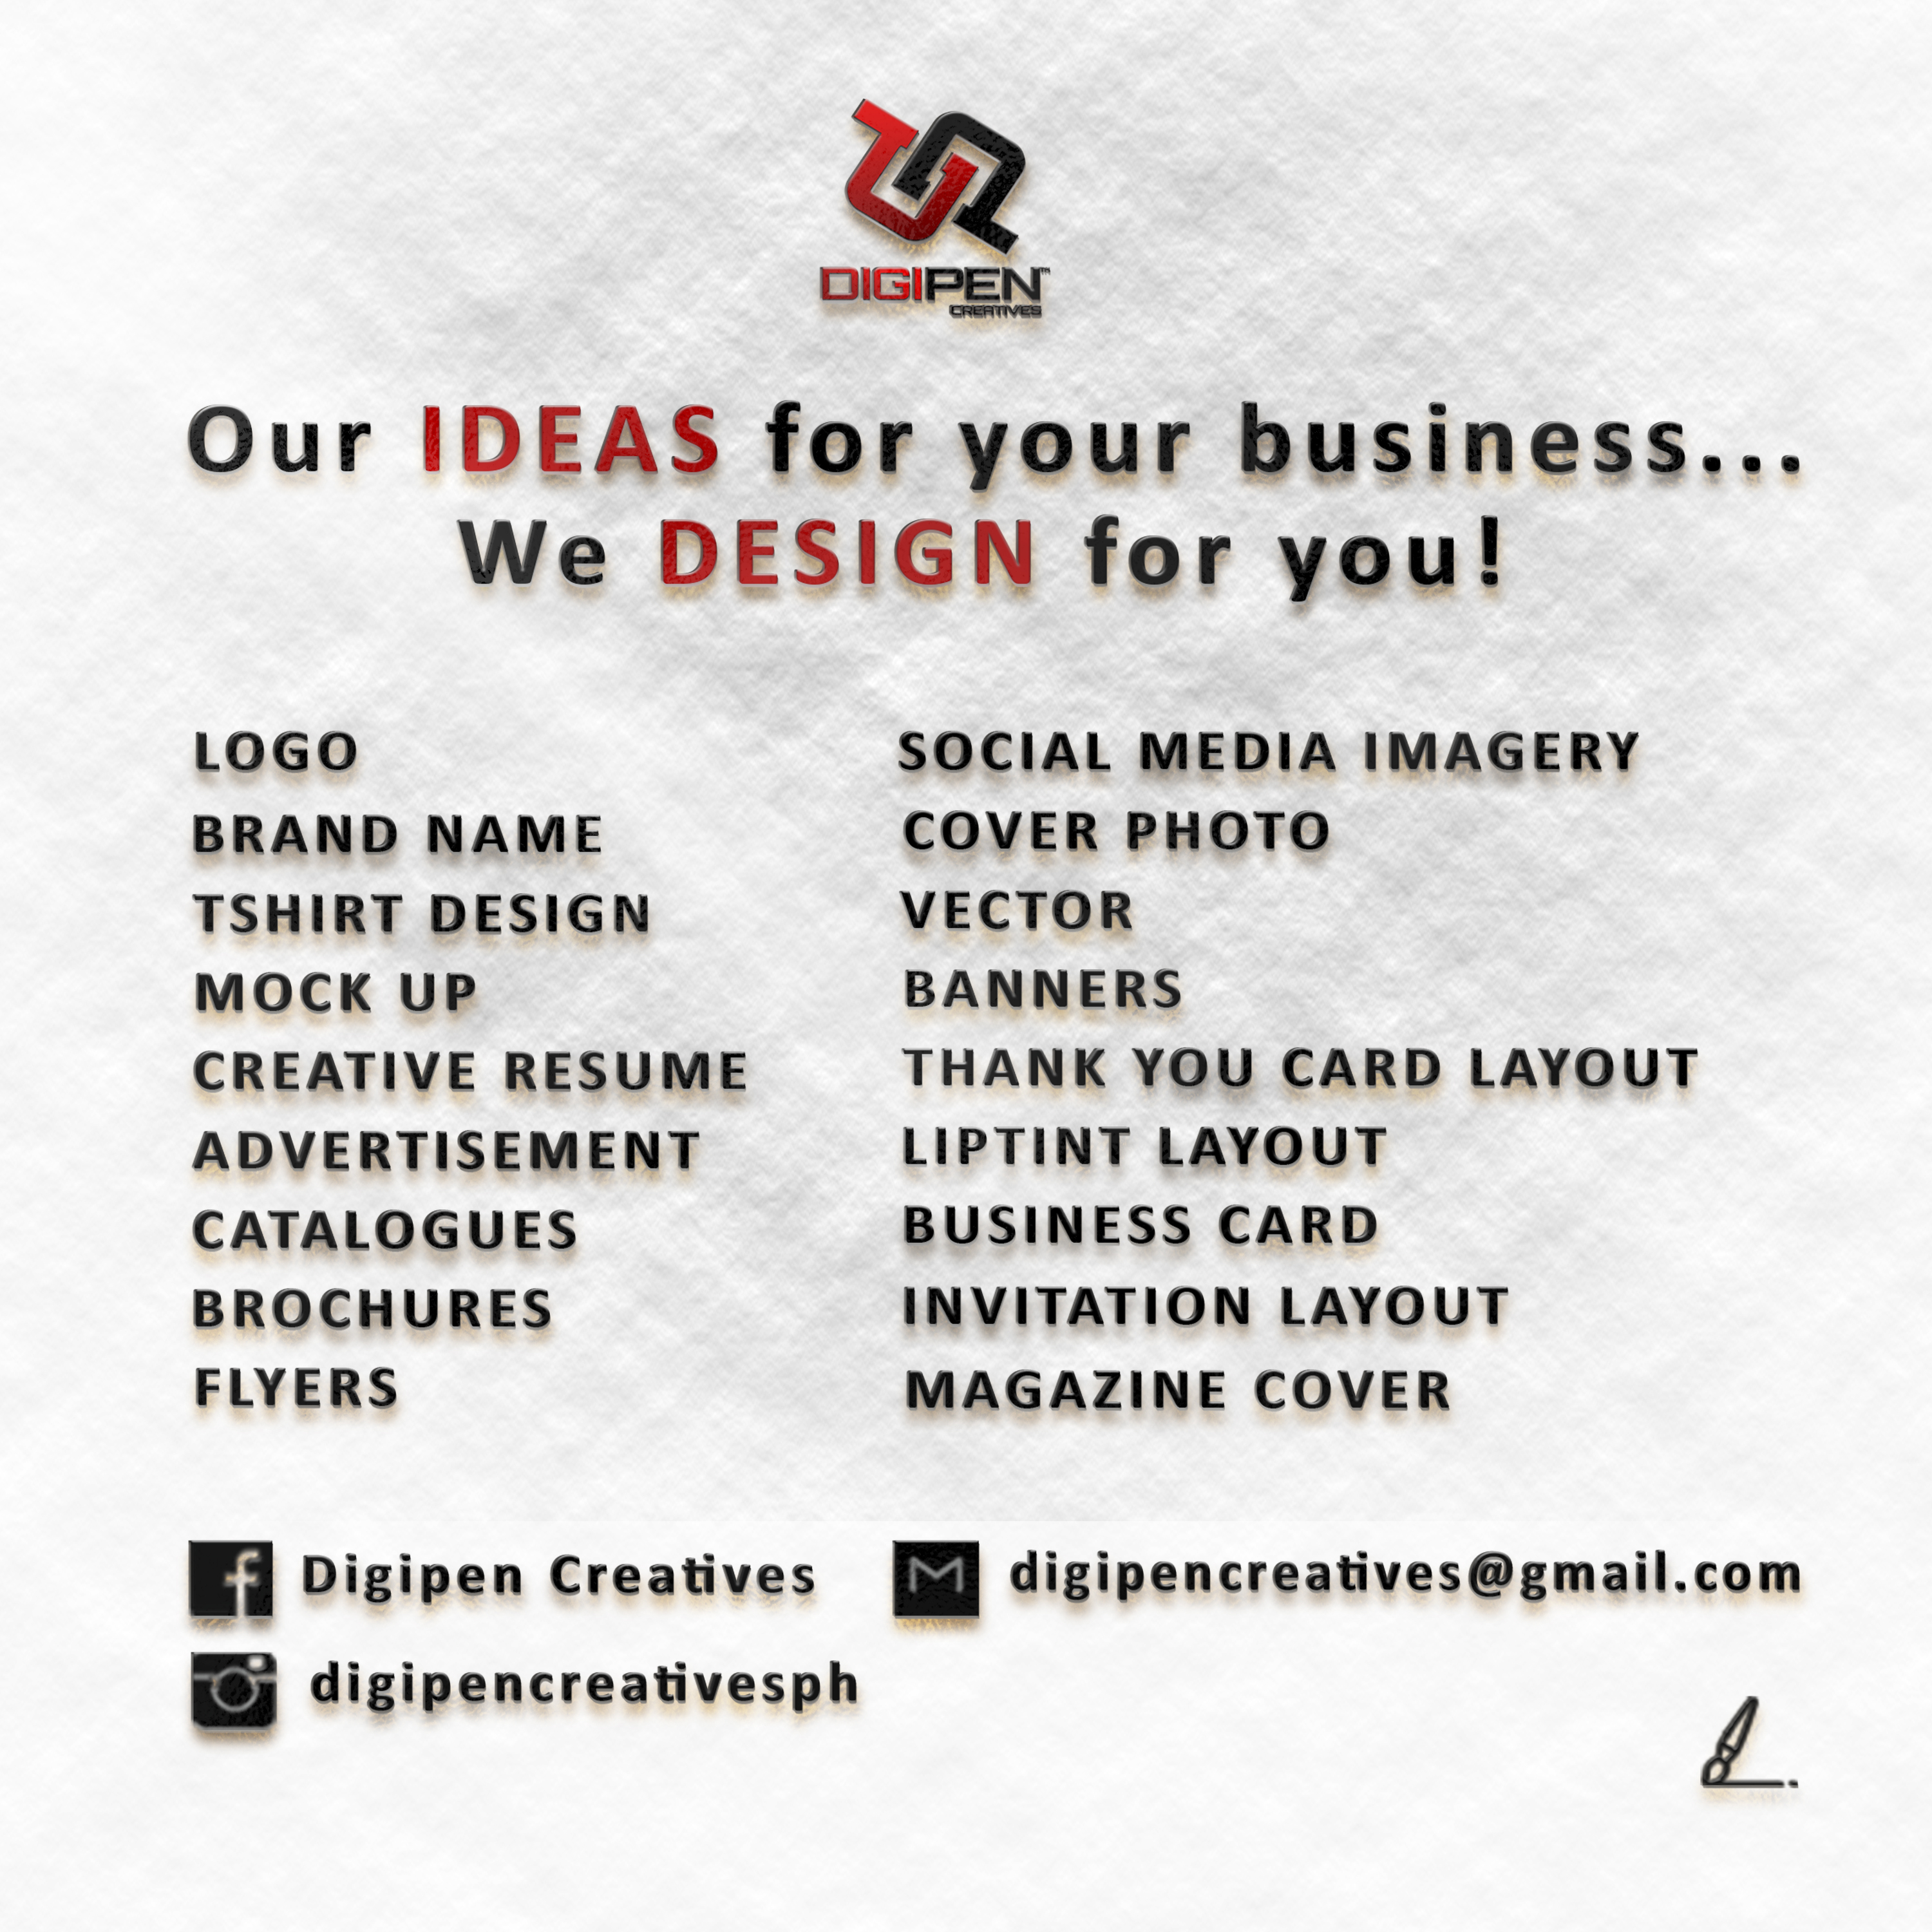 DIGIPEN™
CREATIVES
Our IDEAS for your business...
We DESIGN for you!
LOGO
BRAND NAME
TSHIRT DESIGN
MOCK UP
CREATIVE RESUME
ADVERTISEMENT
CATALOGUES
BROCHURES
FLYERS
SOCIAL MEDIA IMAGERY
COVER PHOTO
VECTOR
BANNERS
THANK YOU CARD LAYOUT
LIPTINT LAYOUT
BUSINESS CARD
INVITATION LAYOUT
MAGAZINE COVER
Digipen Creatives
digipencreatives@gmail.com
digipencreativesph